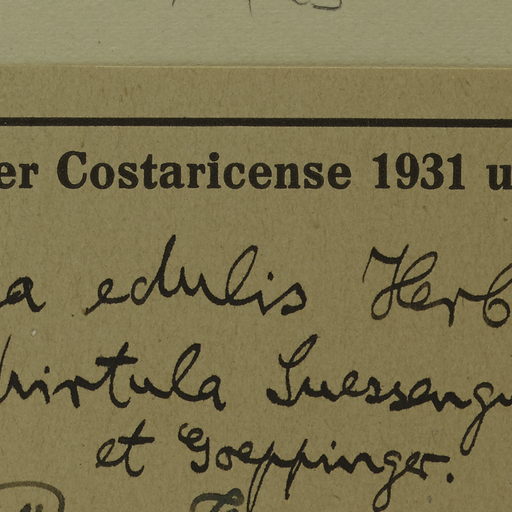 er Costaricense 1931 u
a edulis Herb
hirtula Suessengu
et Goeppinger.